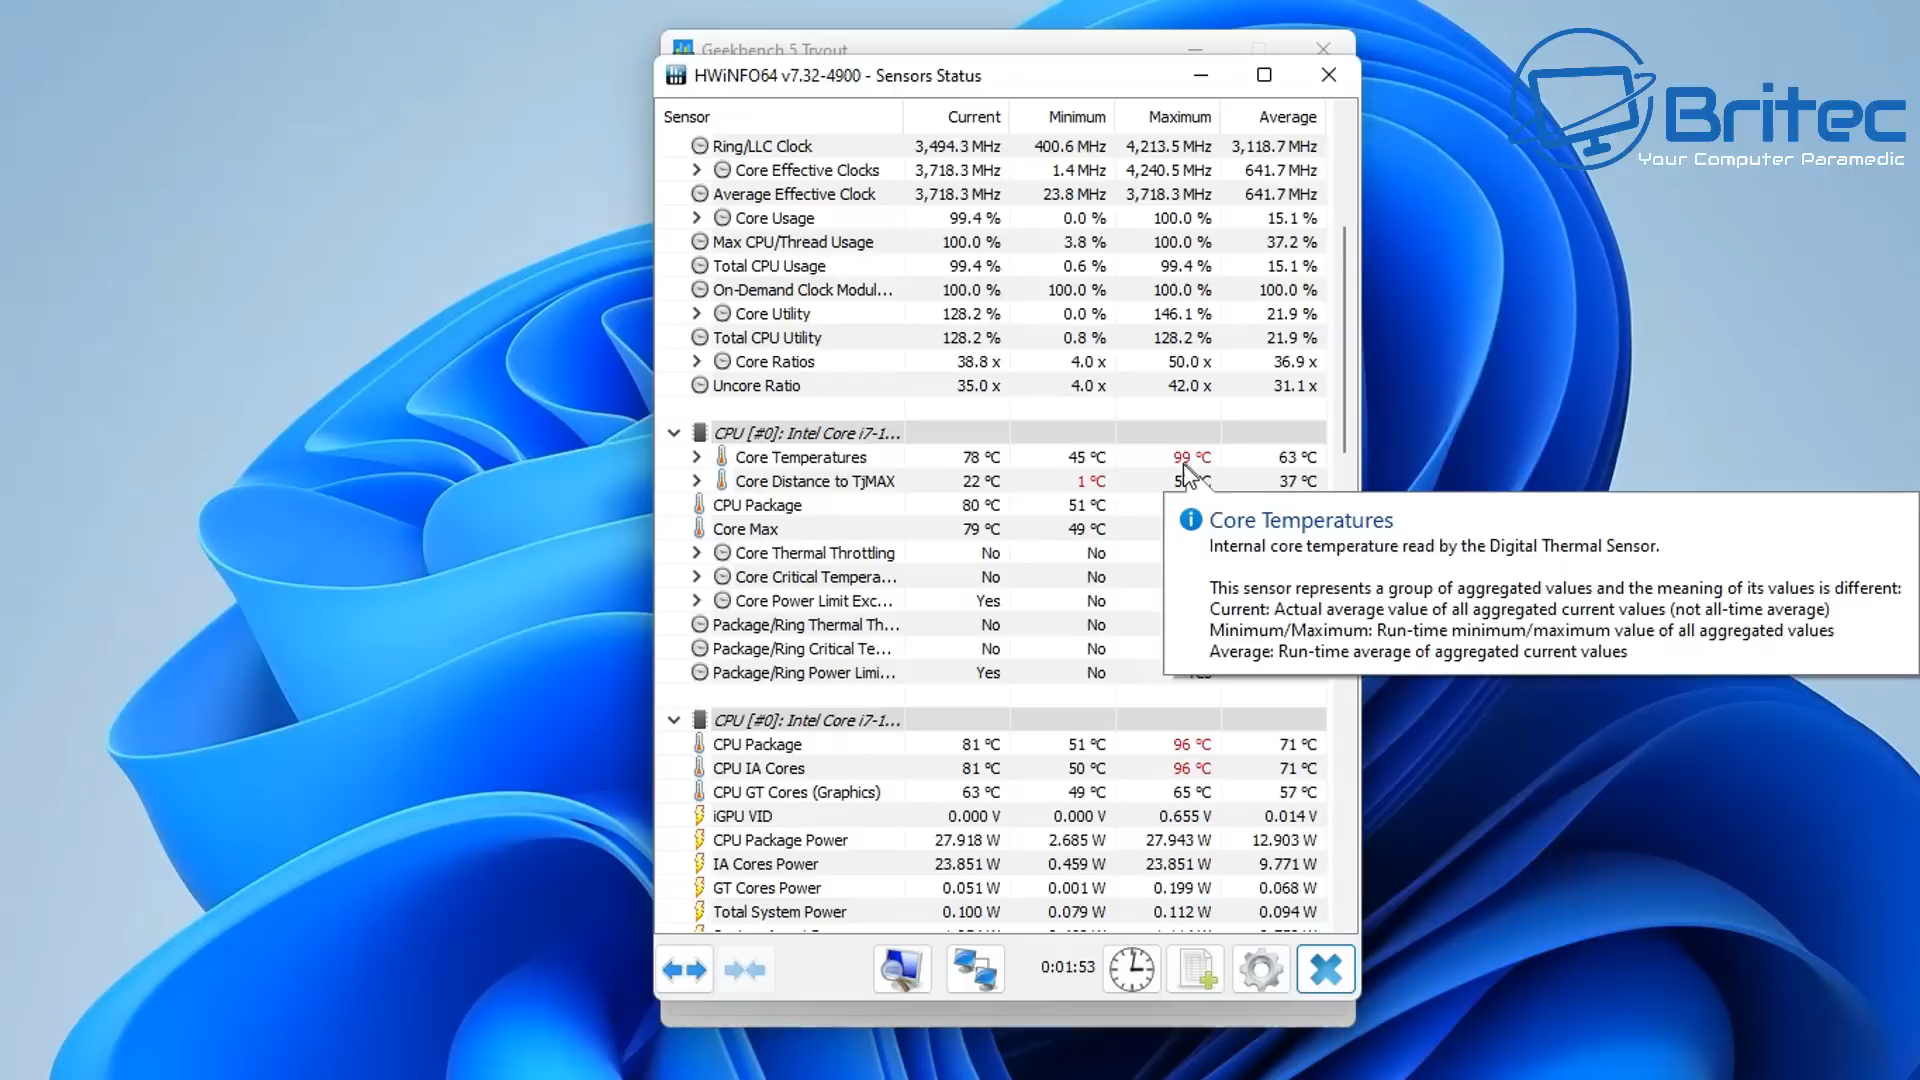 Geekbench 5 Tryout
HWiNFO64 v7.32-4900 - Sensors Status
Britec
Your Computer Paramedic
Sensor Current Minimum Maximum Average
Ring/LLC Clock 3,494.3 MHz 400.6 MHz 4,213.5 MHz 3,118.7 MHz
Core Effective Clocks 3,718.3 MHz 1.4 MHz 4,240.5 MHz 641.7 MHz
Average Effective Clock 3,718.3 MHz 23.8 MHz 3,718.3 MHz 641.7 MHz
Core Usage 99.4 % 0.0 % 100.0 % 15.1 %
Max CPU/Thread Usage 100.0 % 3.8 % 100.0 % 37.2 %
Total CPU Usage 99.4 % 0.6 % 99.4 % 15.1 %
On-Demand Clock Modul... 100.0 % 100.0 % 100.0 % 100.0 %
Core Utility 128.2 % 0.0 % 146.1 % 21.9 %
Total CPU Utility 128.2 % 0.8 % 128.2 % 21.9 %
Core Ratios 38.8 x 4.0 x 50.0 x 36.9 x
Uncore Ratio 35.0 x 4.0 x 42.0 x 31.1 x
CPU [#0]: Intel Core i7-1...
Core Temperatures 78 °C 45 °C 99 °C 63 °C
Core Distance to TjMAX 22 °C 1 °C 37 °C
CPU Package 80 °C 51 °C
Core Max 79 °C 49 °C
Core Thermal Throttling No No
Core Critical Tempera... No No
Core Power Limit Exc... Yes No
Package/Ring Thermal Th... No No
Package/Ring Critical Te... No No
Package/Ring Power Limi... Yes No
Core Temperatures
Internal core temperature read by the Digital Thermal Sensor.
This sensor represents a group of aggregated values and the meaning of its values is different:
Current: Actual average value of all aggregated current values (not all-time average)
Minimum/Maximum: Run-time minimum/maximum value of all aggregated values
Average: Run-time average of aggregated current values
CPU [#0]: Intel Core i7-1...
CPU Package 81 °C 51 °C 96 °C 71 °C
CPU IA Cores 81 °C 50 °C 96 °C 71 °C
CPU GT Cores (Graphics) 63 °C 49 °C 65 °C 57 °C
iGPU VID 0.000 V 0.000 V 0.655 V 0.014 V
CPU Package Power 27.918 W 2.685 W 27.943 W 12.903 W
IA Cores Power 23.851 W 0.459 W 23.851 W 9.771 W
GT Cores Power 0.051 W 0.001 W 0.199 W 0.068 W
Total System Power 0.100 W 0.079 W 0.112 W 0.094 W
0:01:53